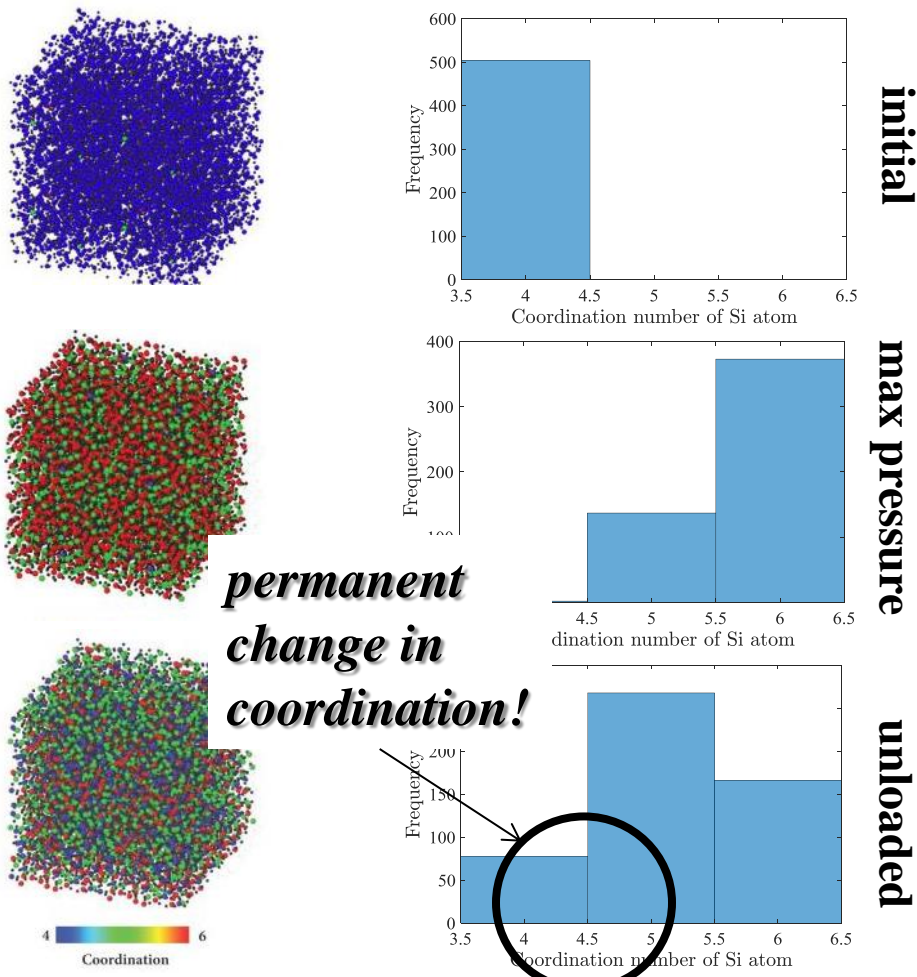 600
500
400
300
200
100
0
Frequency
3.5 4 4.5 5 5.5 6 6.5
Coordination number of Si atom
initial
400
300
200
Frequency
4.5 5 5.5 6 6.5
dination number of Si atom
max pressure
permanent
change in
coordination!
200
150
100
50
0
Frequency
3.5 4 4.5 5 5.5 6 6.5
Coordination number of Si atom
unloaded
4 6
Coordination